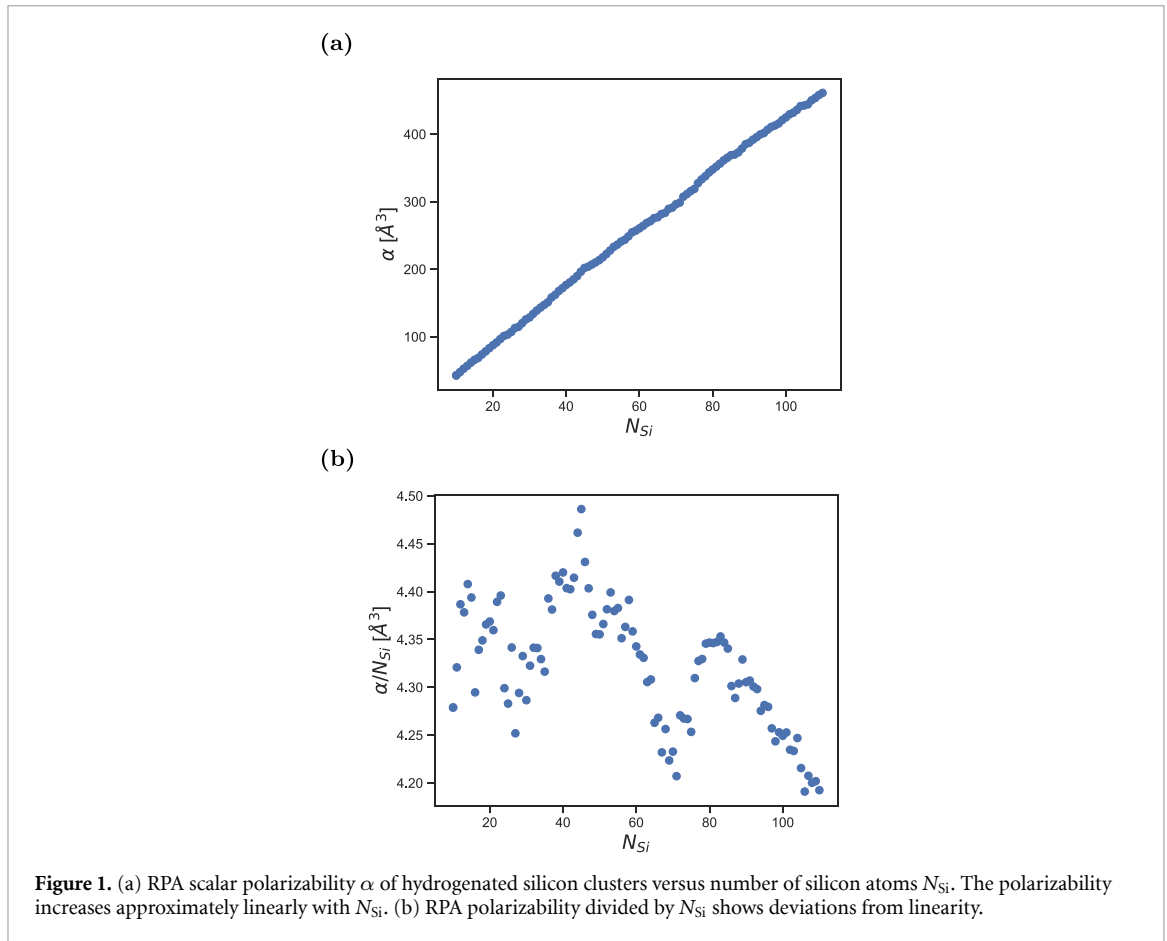 (a)
400
300
200
100
α [Å³]
20 40 60 80 100
N_Si
(b)
4.50
4.45
4.40
4.35
4.30
4.25
4.20
α/N_Si [Å³]
20 40 60 80 100
N_Si
Figure 1. (a) RPA scalar polarizability α of hydrogenated silicon clusters versus number of silicon atoms N_Si. The polarizability
increases approximately linearly with N_Si. (b) RPA polarizability divided by N_Si shows deviations from linearity.